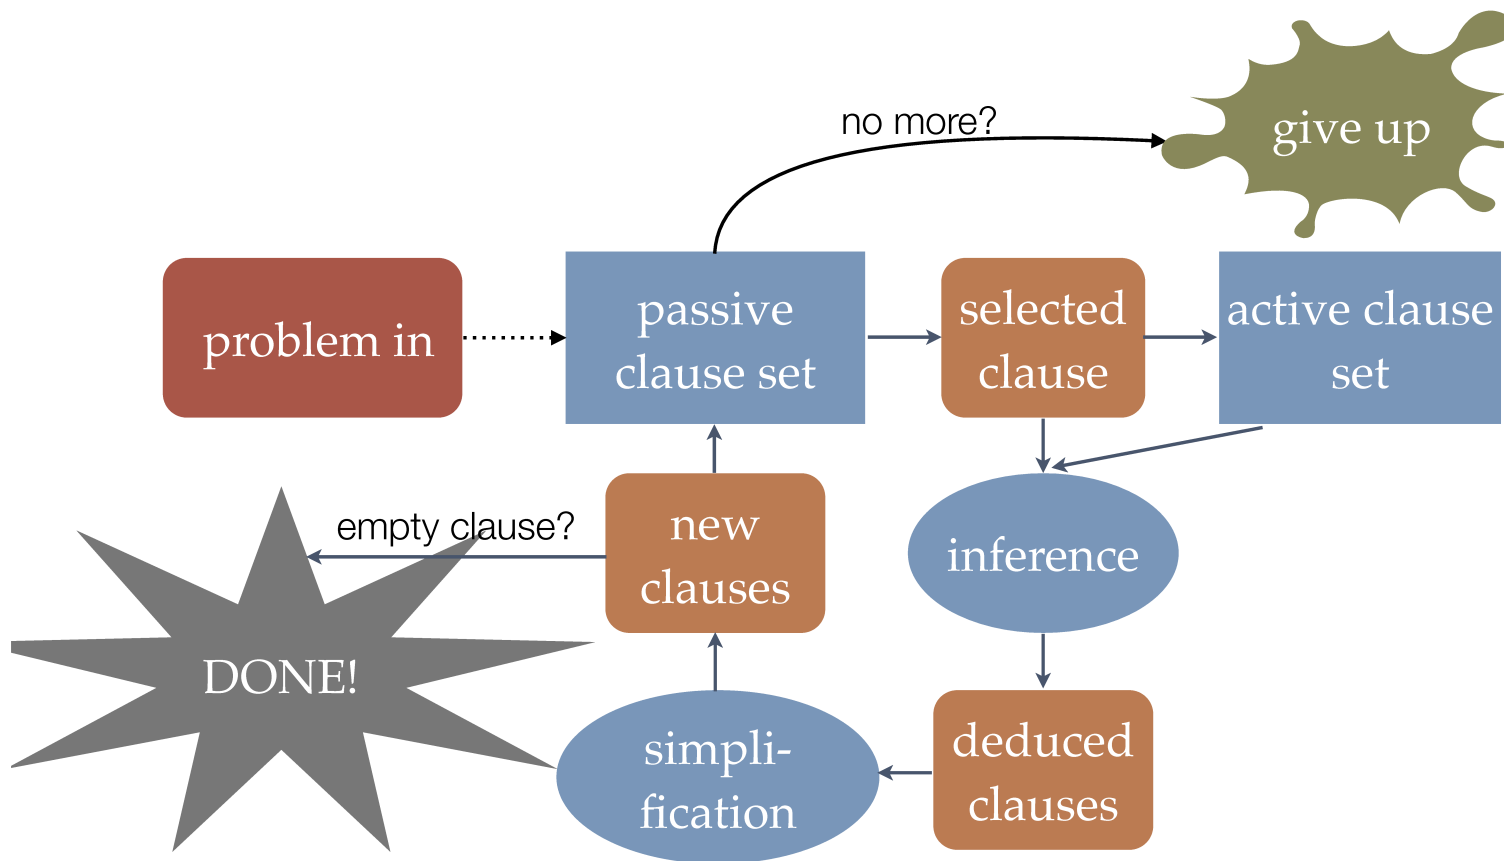 no more?
give up
problem in
passive
clause set
selected
clause
active clause
set
empty clause?
new
clauses
inference
DONE!
simpli-
fication
deduced
clauses